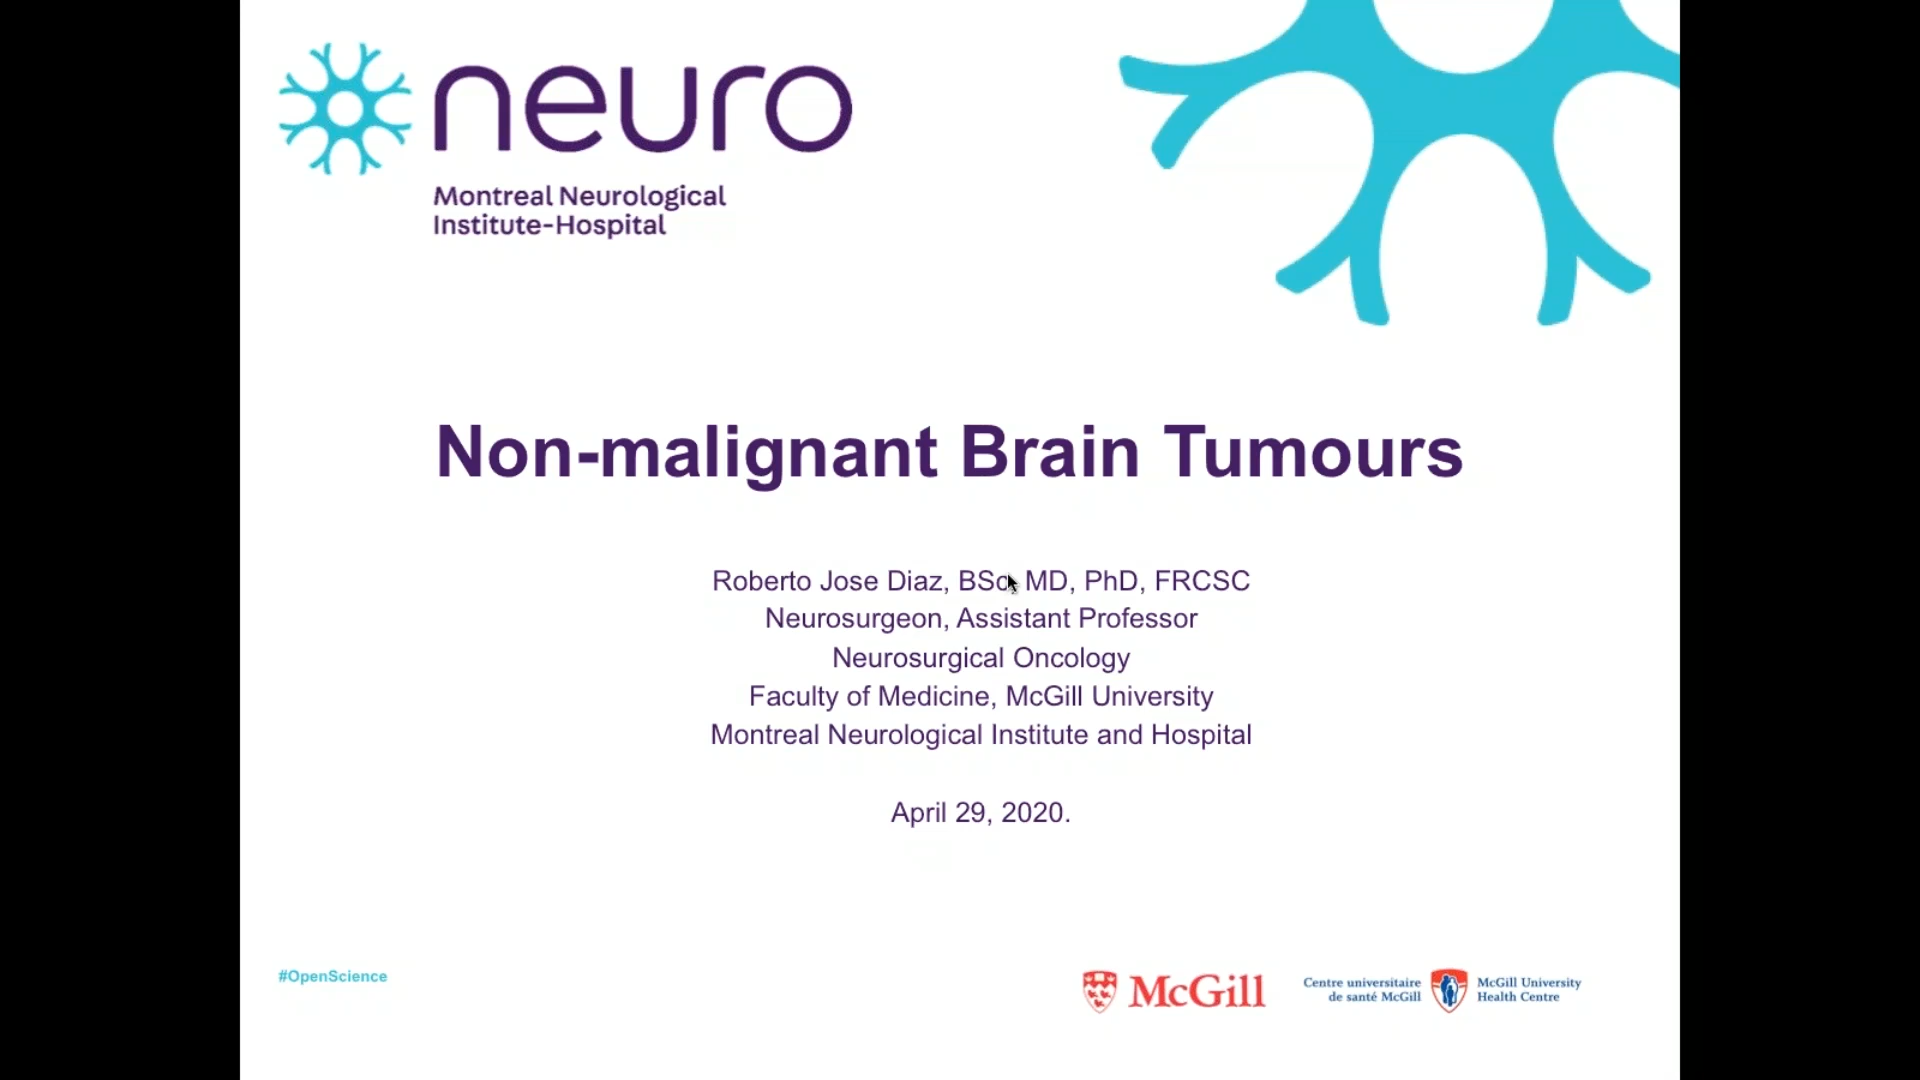 neuro
Montreal Neurological
Institute-Hospital
Non-malignant Brain Tumours
Roberto Jose Diaz, BSc, MD, PhD, FRCSC
Neurosurgeon, Assistant Professor
Neurosurgical Oncology
Faculty of Medicine, McGill University
Montreal Neurological Institute and Hospital
April 29, 2020.
#OpenScience
McGill
Centre universitaire
de santé McGill
McGill University
Health Centre